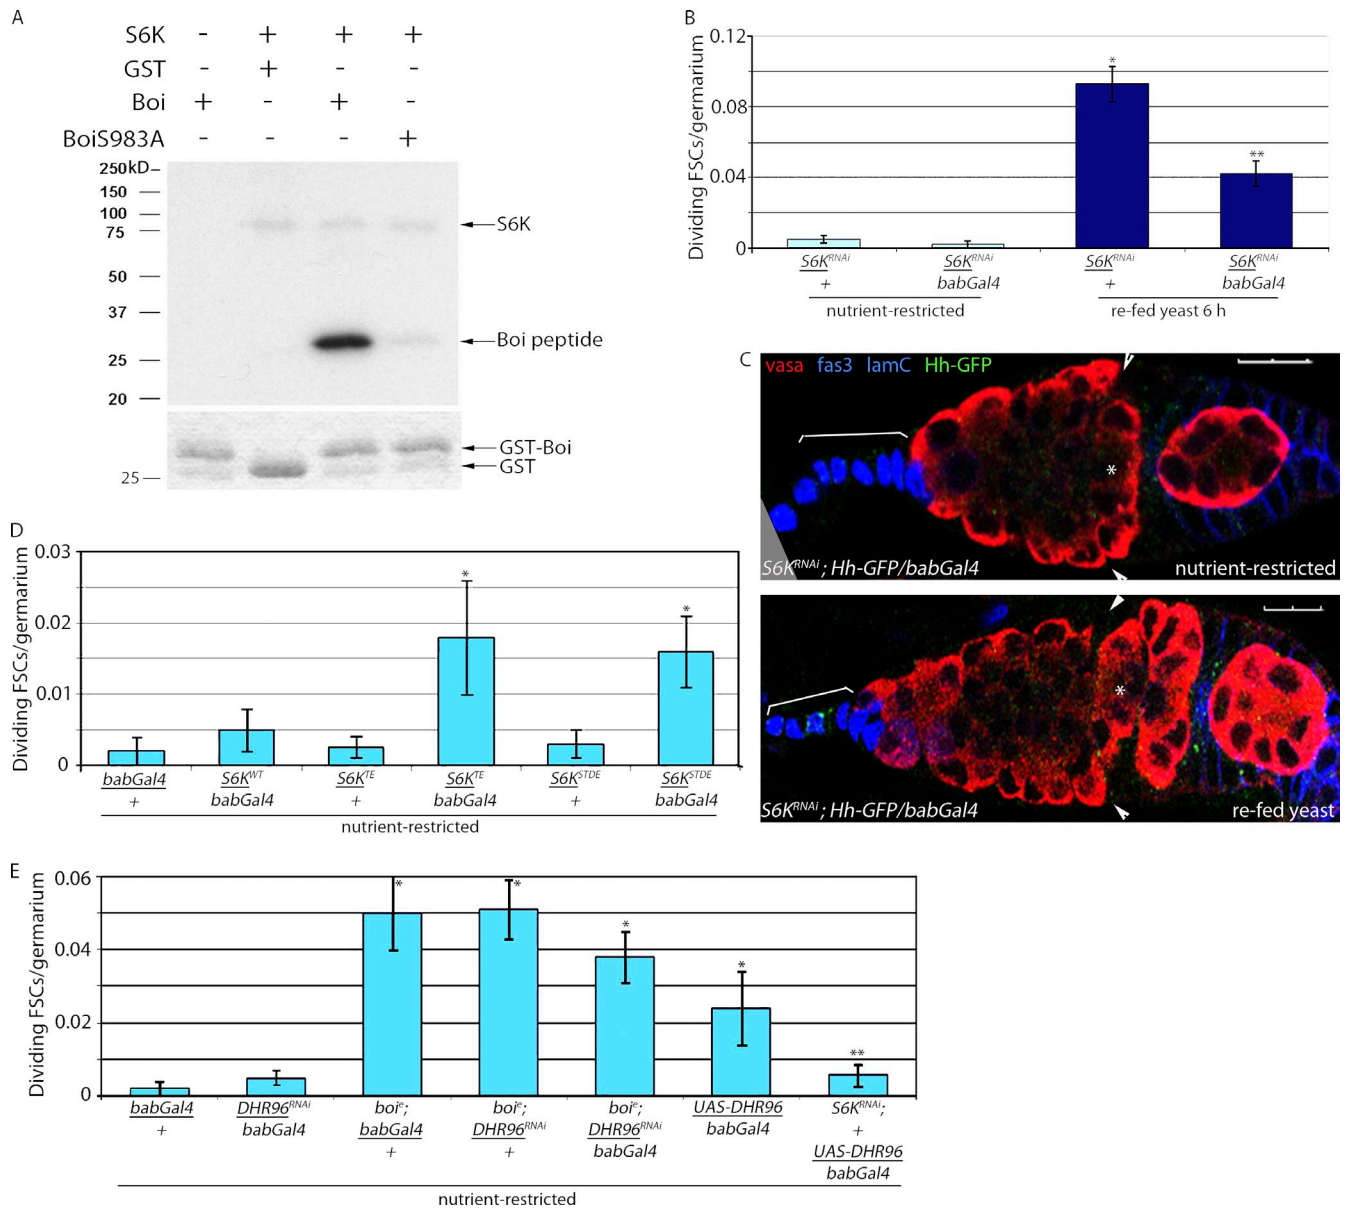 A
S6K - + + +
GST - + - -
Boi + - + -
BoiS983A - - - +
250kD
150
100
75
50
37
25
20
S6K
Boi peptide
GST-Boi
GST
25
B
Dividing FSCs/germarium
0.12
0.08
0.04
0
*
**
S6K^RNAi
+
S6K^RNAi
babGal4
S6K^RNAi
+
S6K^RNAi
babGal4
nutrient-restricted
re-fed yeast 6 h
C
vasa fas3 lamC Hh-GFP
*
S6K^RNAi; Hh-GFP/babGal4
nutrient-restricted
*
S6K^RNAi; Hh-GFP/babGal4
re-fed yeast
D
Dividing FSCs/germarium
0.03
0.02
0.01
0
*
*
babGal4
+
S6K^WT
babGal4
S6K^TE
+
S6K^TE
babGal4
S6K^STDE
+
S6K^STDE
babGal4
nutrient-restricted
E
Dividing FSCs/germarium
0.06
0.04
0.02
0
*
*
*
*
**
babGal4
+
DHR96^RNAi
babGal4
boi^e;
babGal4
+
boi^e;
DHR96^RNAi
+
boi^e;
DHR96^RNAi
babGal4
UAS-DHR96
babGal4
S6K^RNAi;
+
UAS-DHR96
babGal4
nutrient-restricted